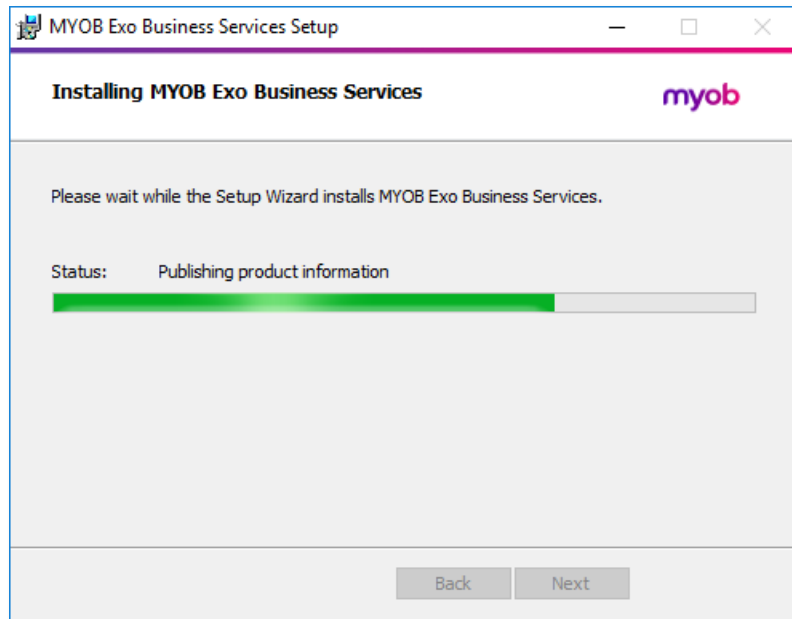 MYOB Exo Business Services Setup
Installing MYOB Exo Business Services
myob
Please wait while the Setup Wizard installs MYOB Exo Business Services.
Status: Publishing product information
Back Next